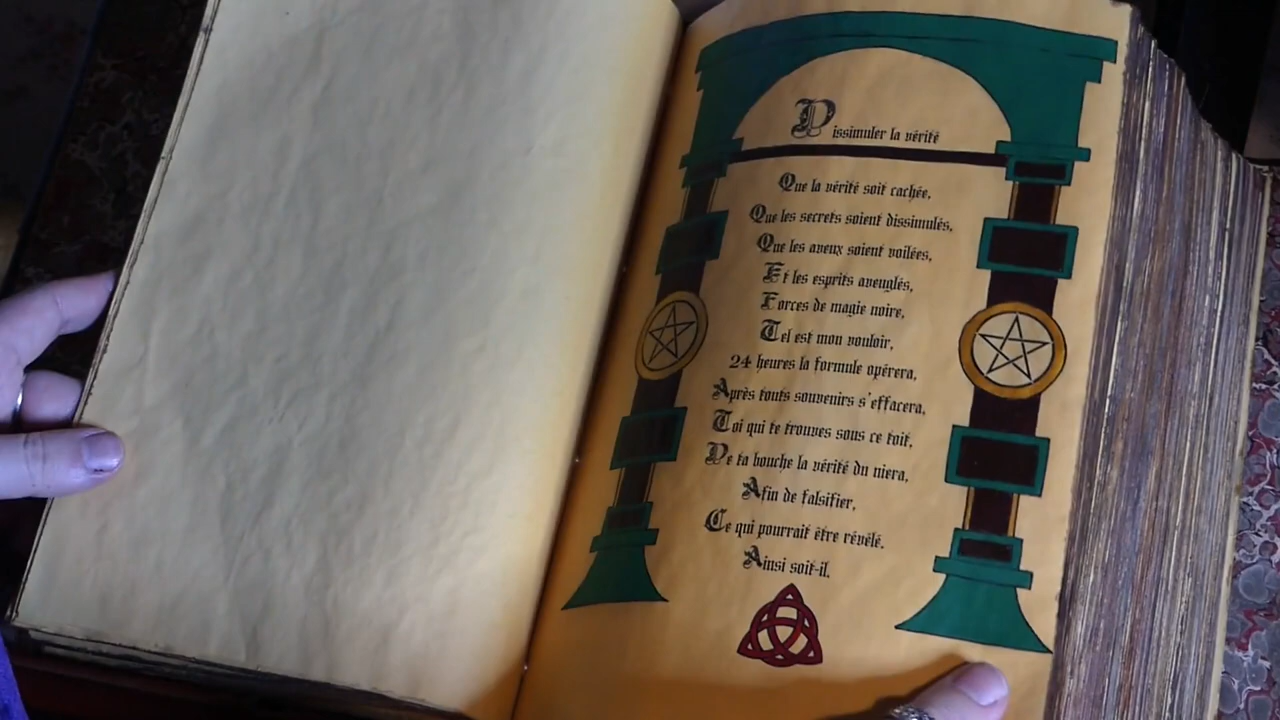 Dissimuler la vérité
Que la vérité soit cachée,
Que les secrets soient dissimulés,
Que les aveux soient voilées,
Et les esprits aveuglés,
Forces de magie noire,
Tel est mon vouloir,
24 heures la formule opérera,
Après touts souvenirs s'effacera,
Toi qui te trouves sous ce toit,
De ta bouche la vérité du niera,
Afin de falsifier,
Ce qui pourrait être révélé.
Ainsi soit-il.